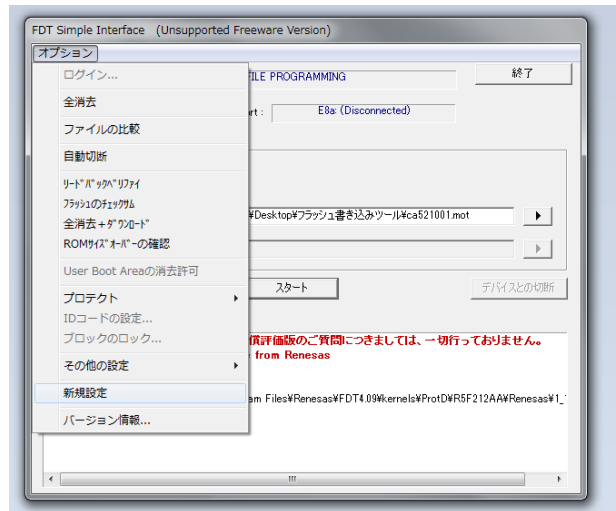 FDT Simple Interface (Unsupported Freeware Version)
オプション
ログイン...
全消去
ファイルの比較
自動切断
リードバックベリファイ
フラッシュのチェックサム
全消去+ダウンロード
ROMサイズオーバーの確認
User Boot Areaの消去許可
プロテクト
IDコードの設定...
ブロックのロック...
その他の設定
新規設定
バージョン情報...
ILE PROGRAMMING
終了
rt : E8a: (Disconnected)
¥Desktop¥フラッシュ書き込みツール¥ca521001.mot
スタート
デバイスとの切断
償評価版のご質問につきましては、一切行っておりません。
from Renesas
am Files¥Renesas¥FDT4.09¥kernels¥ProtD¥R5F212AA¥Renesas¥1_